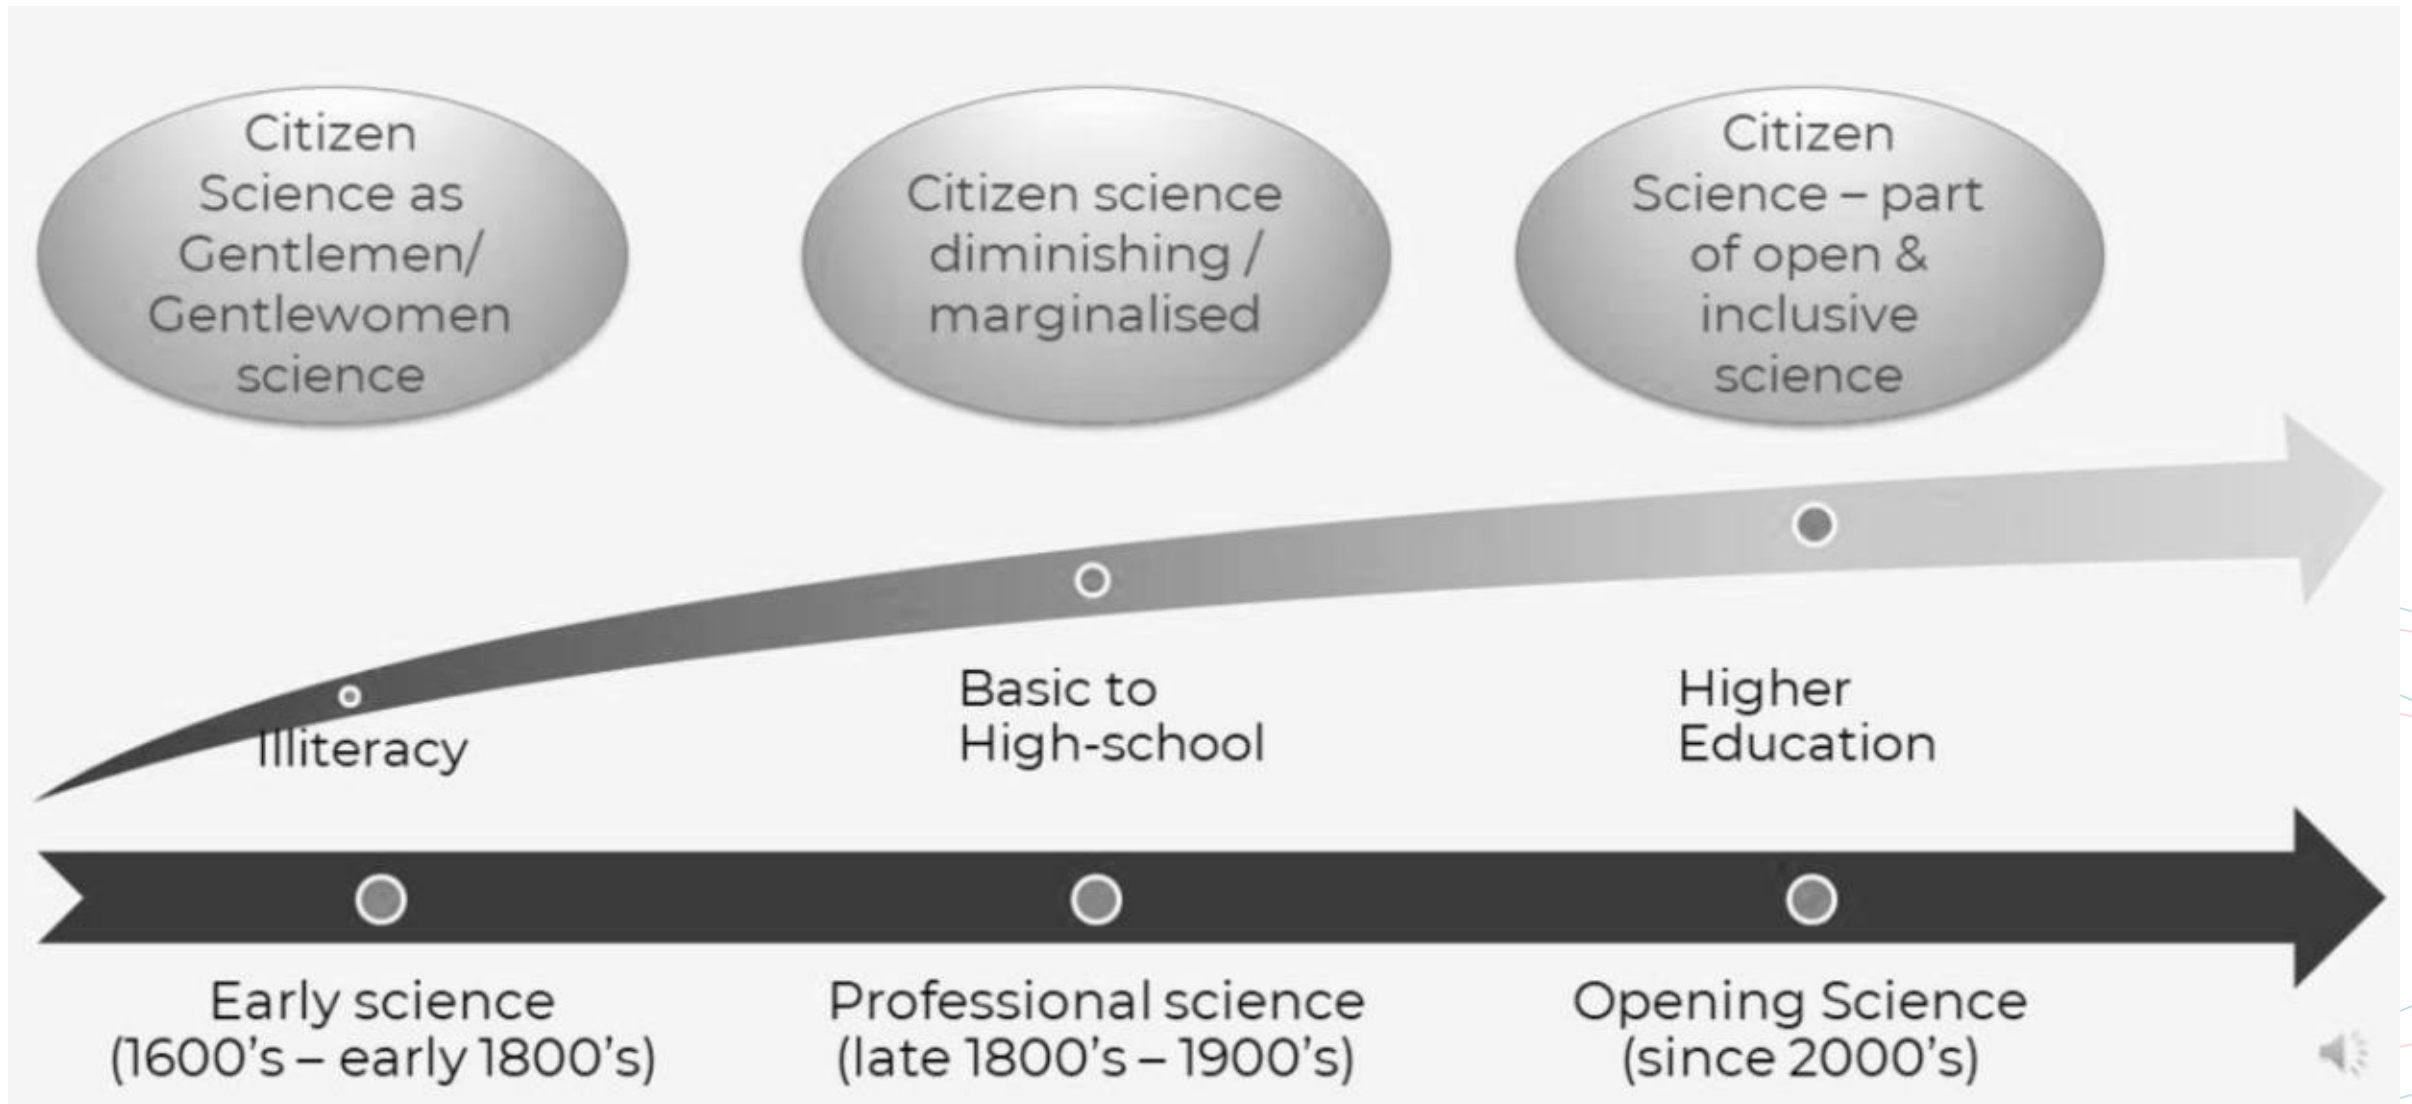 Citizen
Science as
Gentlemen/
Gentlewomen
science
Citizen science
diminishing /
marginalised
Citizen
Science – part
of open &
inclusive
science
Illiteracy
Basic to
High-school
Higher
Education
Early science
(1600's – early 1800's)
Professional science
(late 1800's – 1900's)
Opening Science
(since 2000's)